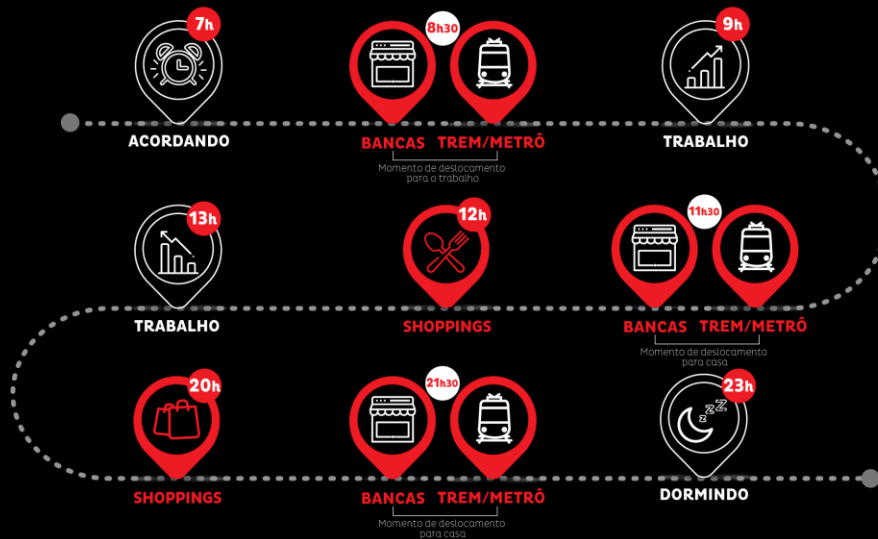 7h
8h30
9h
ACORDANDO
BANCAS TREM/METRÔ
TRABALHO
Momento de deslocamento
para o trabalho
13h
12h
11h30
TRABALHO
SHOPPINGS
BANCAS TREM/METRÔ
Momento de deslocamento
para casa
20h
21h30
23h
z z Z
SHOPPINGS
BANCAS TREM/METRÔ
DORMINDO
Momento de deslocamento
para casa